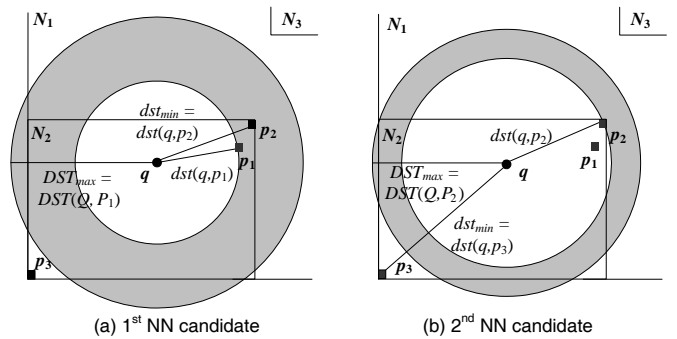 N1
N3
N2
dstmin =
dst(q,p2)
p2
p1
q
dst(q,p1)
DSTmax =
DST(Q, P1)
p3
(a) 1st NN candidate
N1
N3
N2
dst(q,p2)
p2
p1
q
DSTmax =
DST(Q, P2)
dstmin =
dst(q,p3)
p3
(b) 2nd NN candidate